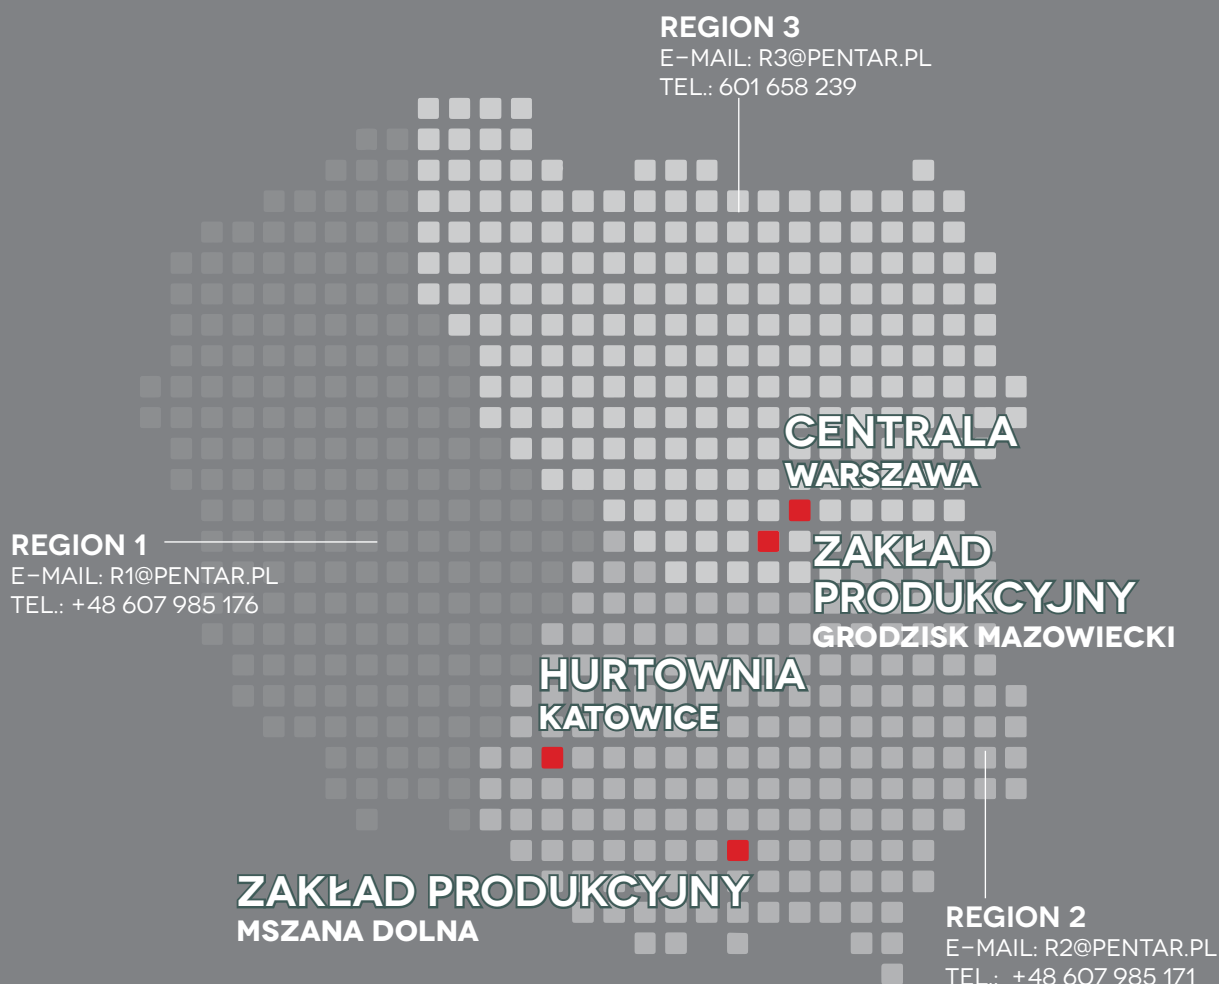 REGION 3
E-MAIL: R3@PENTAR.PL
TEL.: 601 658 239
CENTRALA
WARSZAWA
REGION 1
E-MAIL: R1@PENTAR.PL
TEL.: +48 607 985 176
ZAKŁAD
PRODUKCYJNY
GRODZISK MAZOWIECKI
HURTOWNIA
KATOWICE
ZAKŁAD PRODUKCYJNY
MSZANA DOLNA
REGION 2
E-MAIL: R2@PENTAR.PL
TEL.: +48 607 985 171